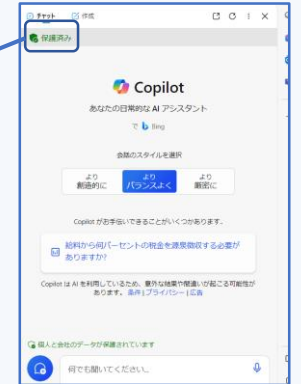 チャット 作成
保護済み
Copilot
あなたの日常的な AI アシスタント
で Bing
会話のスタイルを選択
より
創造的に
より
バランスよく
より
厳密に
Copilot がお手伝いできることがいくつかあります。
給料から何パーセントの税金を源泉徴収する必要が
ありますか?
Copilot は AI を利用しているため、意外な結果や間違いが起こる可能性が
あります。 条件 | プライバシー | 広告
個人と会社のデータが保護されています
何でも聞いてください...